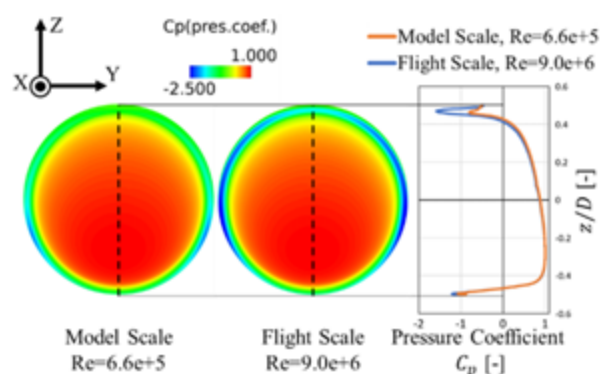 Z
X
Y
Cp(pres.coef.)
1.000
-2.500
Model Scale, Re=6.6e+5
Flight Scale, Re=9.0e+6
0.6
0.4
0.2
0
-0.2
-0.4
-0.6
z/D [-]
-2
-1
0
1
Model Scale
Re=6.6e+5
Flight Scale
Re=9.0e+6
Pressure Coefficient
Cp [-]